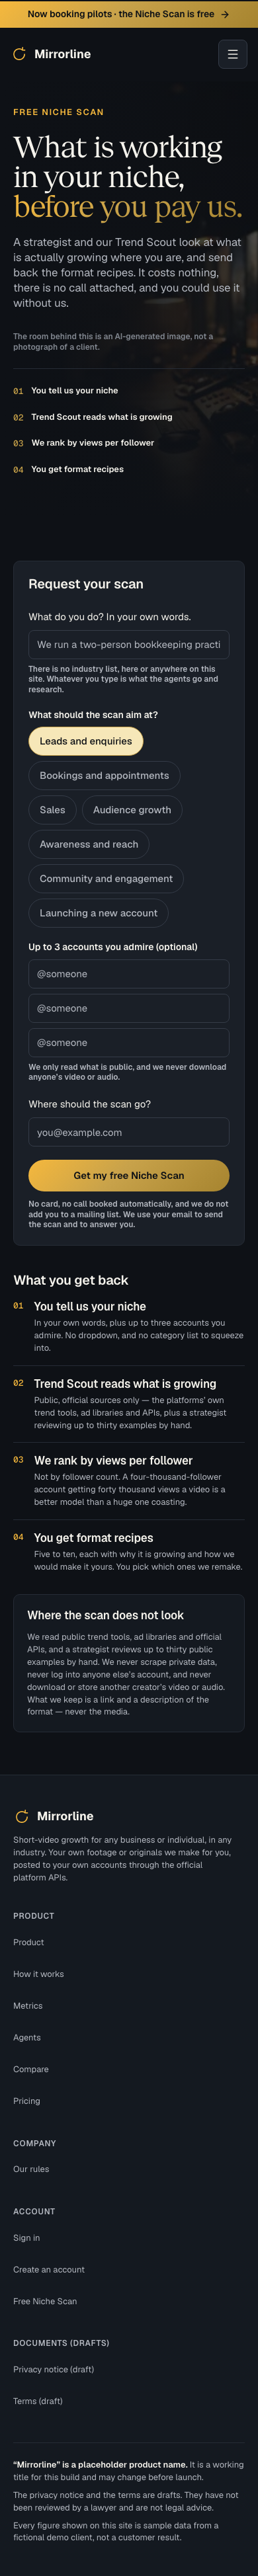 Now booking pilots · the Niche Scan is free →
Mirrorline
FREE NICHE SCAN
What is working
in your niche,
before you pay us.
A strategist and our Trend Scout look at what
is actually growing where you are, and send
back the format recipes. It costs nothing,
there is no call attached, and you could use it
without us.
The room behind this is an AI-generated image, not a
photograph of a client.
01 You tell us your niche
02 Trend Scout reads what is growing
03 We rank by views per follower
04 You get format recipes
Request your scan
What do you do? In your own words.
We run a two-person bookkeeping practi
There is no industry list, here or anywhere on this
site. Whatever you type is what the agents go and
research.
What should the scan aim at?
Leads and enquiries
Bookings and appointments
Sales
Audience growth
Awareness and reach
Community and engagement
Launching a new account
Up to 3 accounts you admire (optional)
@someone
@someone
@someone
We only read what is public, and we never download
anyone's video or audio.
Where should the scan go?
you@example.com
Get my free Niche Scan
No card, no call booked automatically, and we do not
add you to a mailing list. We use your email to send
the scan and to answer you.
What you get back
01 You tell us your niche
In your own words, plus up to three accounts you
admire. No dropdown, and no category list to squeeze
into.
02 Trend Scout reads what is growing
Public, official sources only — the platforms' own
trend tools, ad libraries and APIs, plus a strategist
reviewing up to thirty examples by hand.
03 We rank by views per follower
Not by follower count. A four-thousand-follower
account getting forty thousand views a video is a
better model than a huge one coasting.
04 You get format recipes
Five to ten, each with why it is growing and how we
would make it yours. You pick which ones we remake.
Where the scan does not look
We read public trend tools, ad libraries and official
APIs, and a strategist reviews up to thirty public
examples by hand. We never scrape private data,
never log into anyone else's account, and never
download or store another creator's video or audio.
What we keep is a link and a description of the
format — never the media.
Mirrorline
Short-video growth for any business or individual, in any
industry. Your own footage or originals we make for you,
posted to your own accounts through the official
platform APIs.
PRODUCT
Product
How it works
Metrics
Agents
Compare
Pricing
COMPANY
Our rules
ACCOUNT
Sign in
Create an account
Free Niche Scan
DOCUMENTS (DRAFTS)
Privacy notice (draft)
Terms (draft)
“Mirrorline” is a placeholder product name. It is a working
title for this build and may change before launch.
The privacy notice and the terms are drafts. They have not
been reviewed by a lawyer and are not legal advice.
Every figure shown on this site is sample data from a
fictional demo client, not a customer result.